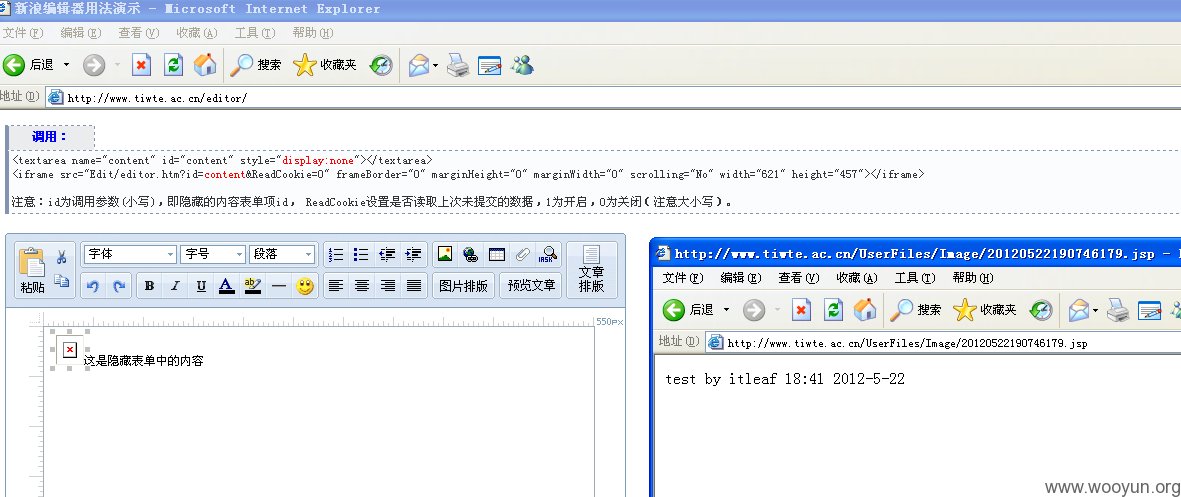 新浪编辑器用法演示 - Microsoft Internet Explorer
文件(F) 编辑(E) 查看(V) 收藏(A) 工具(T) 帮助(H)
后退 搜索 收藏夹
地址(D) http://www.tiwte.ac.cn/editor/
调用：
<textarea name="content" id="content" style="display:none"></textarea>
<iframe src="Edit/editor.htm?id=content&ReadCookie=0" frameBorder="0" marginHeight="0" marginWidth="0" scrolling="No" width="621" height="457"></iframe>
注意：id为调用参数(小写)，即隐藏的内容表单项id， ReadCookie设置是否读取上次未提交的数据，1为开启，0为关闭(注意大小写)。
粘贴 字体 字号 段落 IASK 文章排版
B I U A ab 图片排版 预览文章
550px
这是隐藏表单中的内容
http://www.tiwte.ac.cn/UserFiles/Image/20120522190746179.jsp -
文件(F) 编辑(E) 查看(V) 收藏(A) 工具(T) 帮助(H)
后退 搜索 收藏夹
地址(D) http://www.tiwte.ac.cn/UserFiles/Image/20120522190746179.jsp
test by itleaf 18:41 2012-5-22
www.wooyun.org